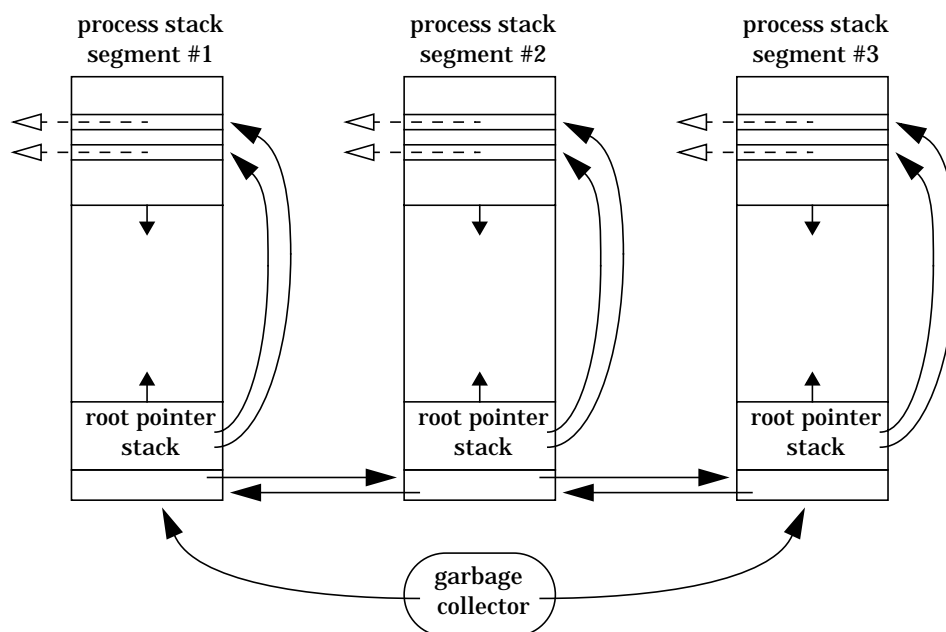 process stack
segment #1
process stack
segment #2
process stack
segment #3
root pointer
stack
root pointer
stack
root pointer
stack
garbage
collector